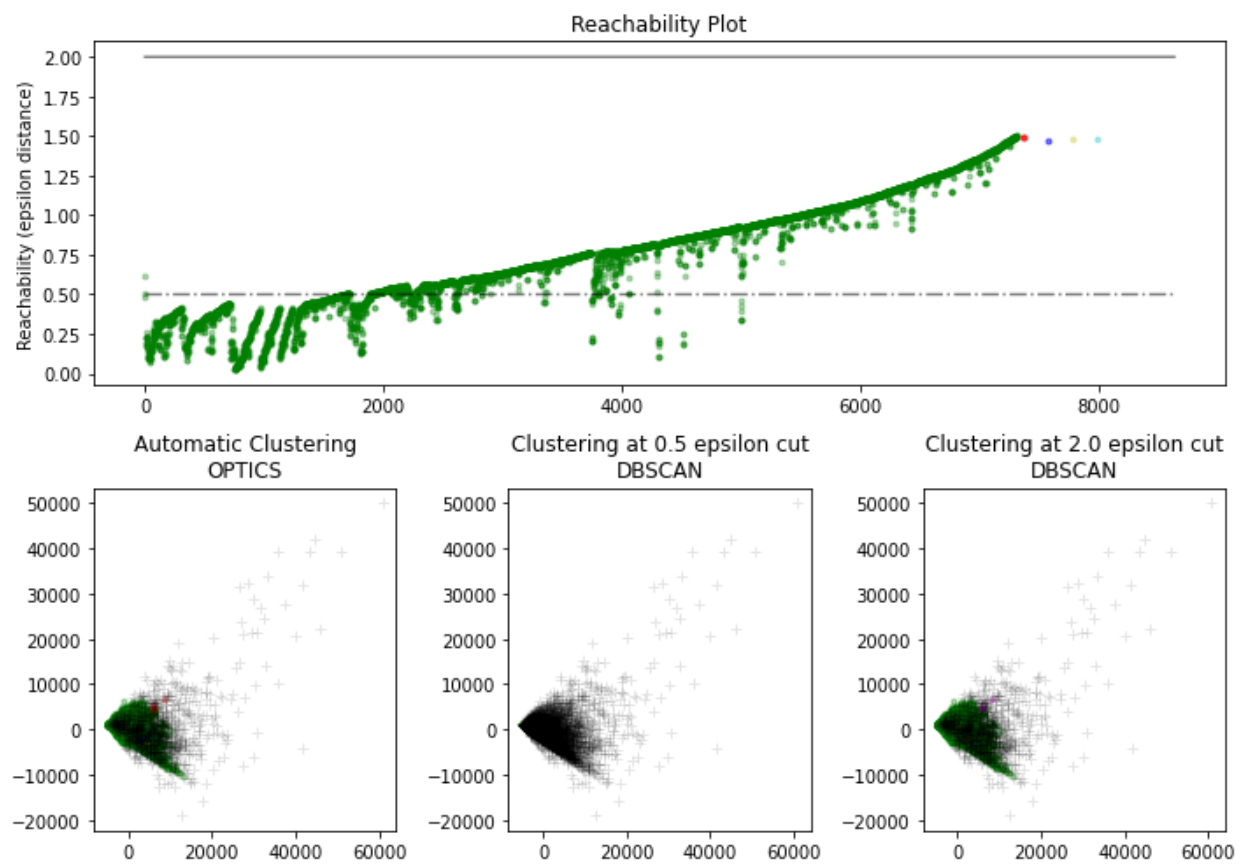 Reachability Plot
Reachability (epsilon distance)
2.00
1.75
1.50
1.25
1.00
0.75
0.50
0.25
0.00
0 2000 4000 6000 8000
Automatic Clustering
OPTICS
50000
40000
30000
20000
10000
0
−10000
−20000
0 20000 40000 60000
Clustering at 0.5 epsilon cut
DBSCAN
50000
40000
30000
20000
10000
0
−10000
−20000
0 20000 40000 60000
Clustering at 2.0 epsilon cut
DBSCAN
50000
40000
30000
20000
10000
0
−10000
−20000
0 20000 40000 60000